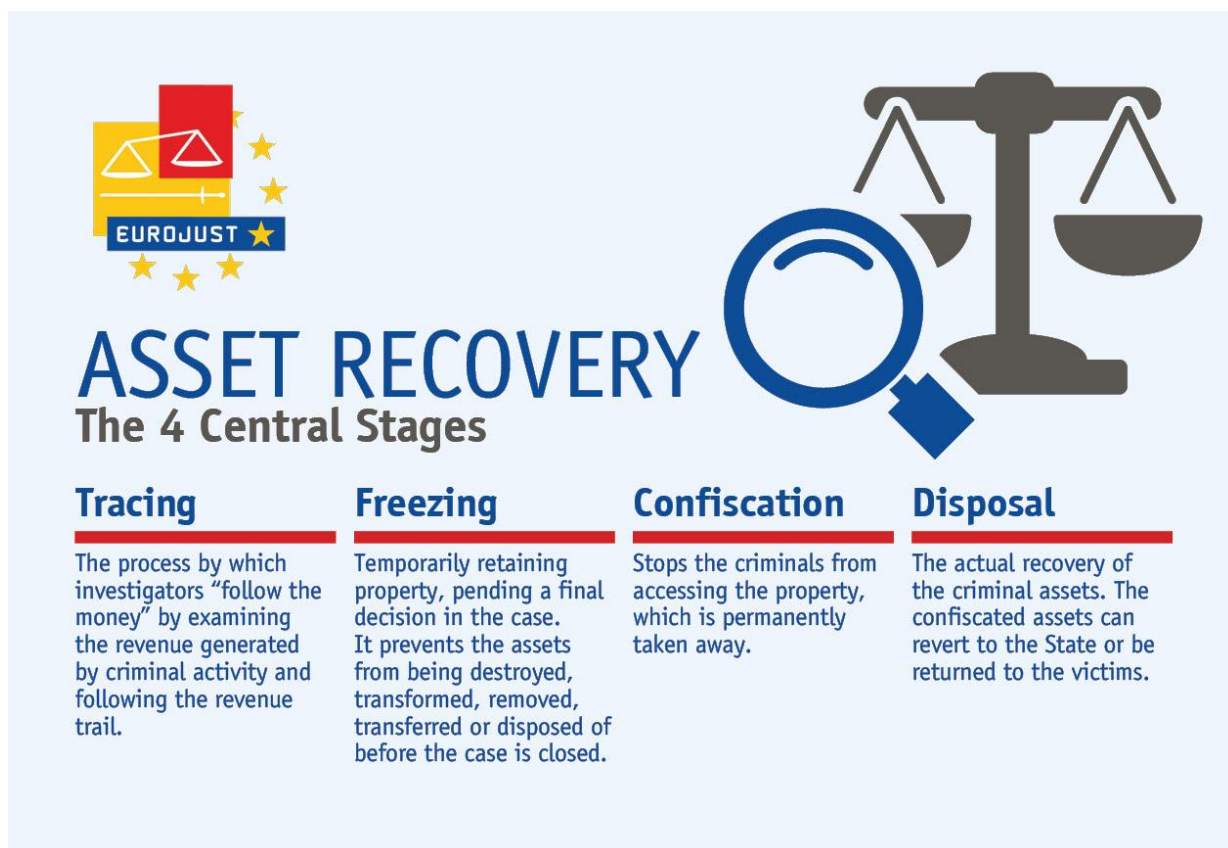 EUROJUST
ASSET RECOVERY
The 4 Central Stages
Tracing
The process by which
investigators “follow the
money” by examining
the revenue generated
by criminal activity and
following the revenue
trail.
Freezing
Temporarily retaining
property, pending a final
decision in the case.
It prevents the assets
from being destroyed,
transformed, removed,
transferred or disposed of
before the case is closed.
Confiscation
Stops the criminals from
accessing the property,
which is permanently
taken away.
Disposal
The actual recovery of
the criminal assets. The
confiscated assets can
revert to the State or be
returned to the victims.